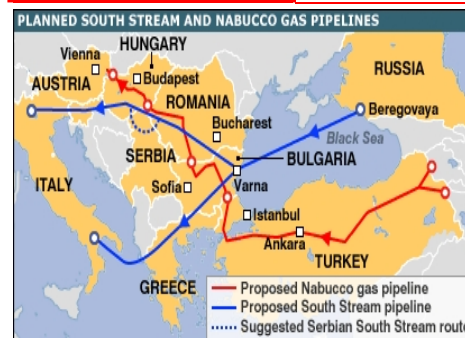 PLANNED SOUTH STREAM AND NABUCCO GAS PIPELINES
HUNGARY
Vienna
RUSSIA
AUSTRIA
Budapest
ROMANIA
Beregovaya
Bucharest
Black Sea
SERBIA
BULGARIA
ITALY
Sofia
Varna
Istanbul
Ankara
TURKEY
GREECE
Proposed Nabucco gas pipeline
Proposed South Stream pipeline
Suggested Serbian South Stream route